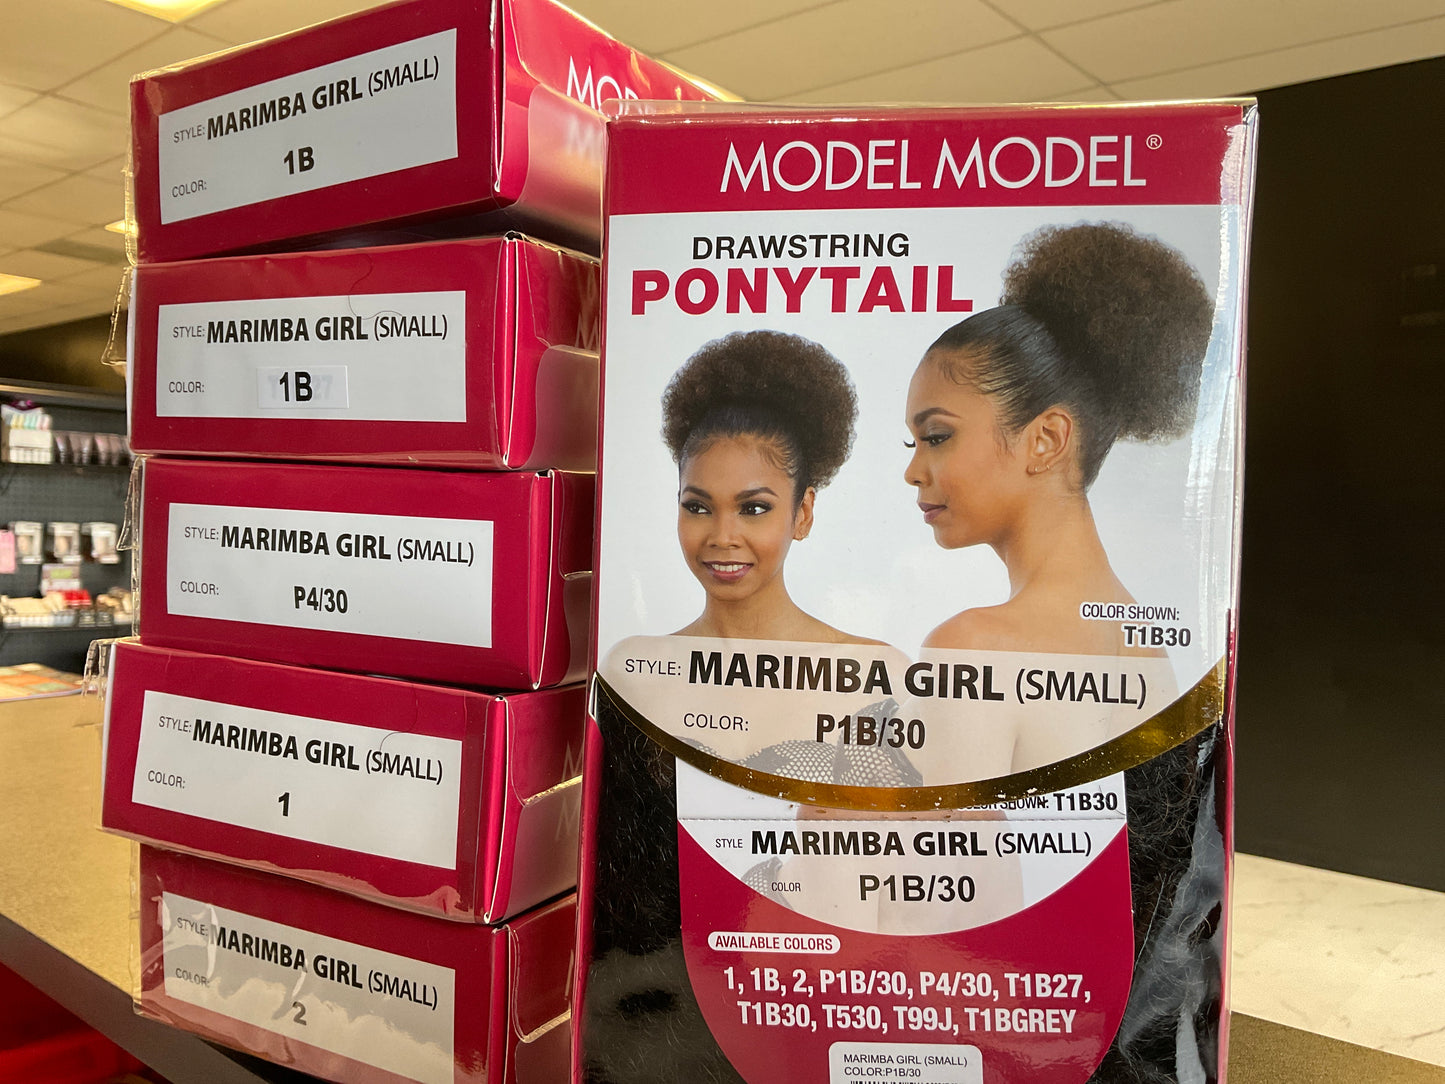 STYLE: MARIMBA GIRL (SMALL)
COLOR: 1B
STYLE: MARIMBA GIRL (SMALL)
COLOR: 1B
STYLE: MARIMBA GIRL (SMALL)
COLOR: P4/30
STYLE: MARIMBA GIRL (SMALL)
COLOR: 1
STYLE: MARIMBA GIRL (SMALL)
COLOR: 2
MODEL MODEL®
DRAWSTRING
PONYTAIL
COLOR SHOWN:
T1B30
STYLE: MARIMBA GIRL (SMALL)
COLOR: P1B/30
COLOR SHOWN: T1B30
STYLE MARIMBA GIRL (SMALL)
COLOR P1B/30
AVAILABLE COLORS
1, 1B, 2, P1B/30, P4/30, T1B27,
T1B30, T530, T99J, T1BGREY
MARIMBA GIRL (SMALL)
COLOR:P1B/30